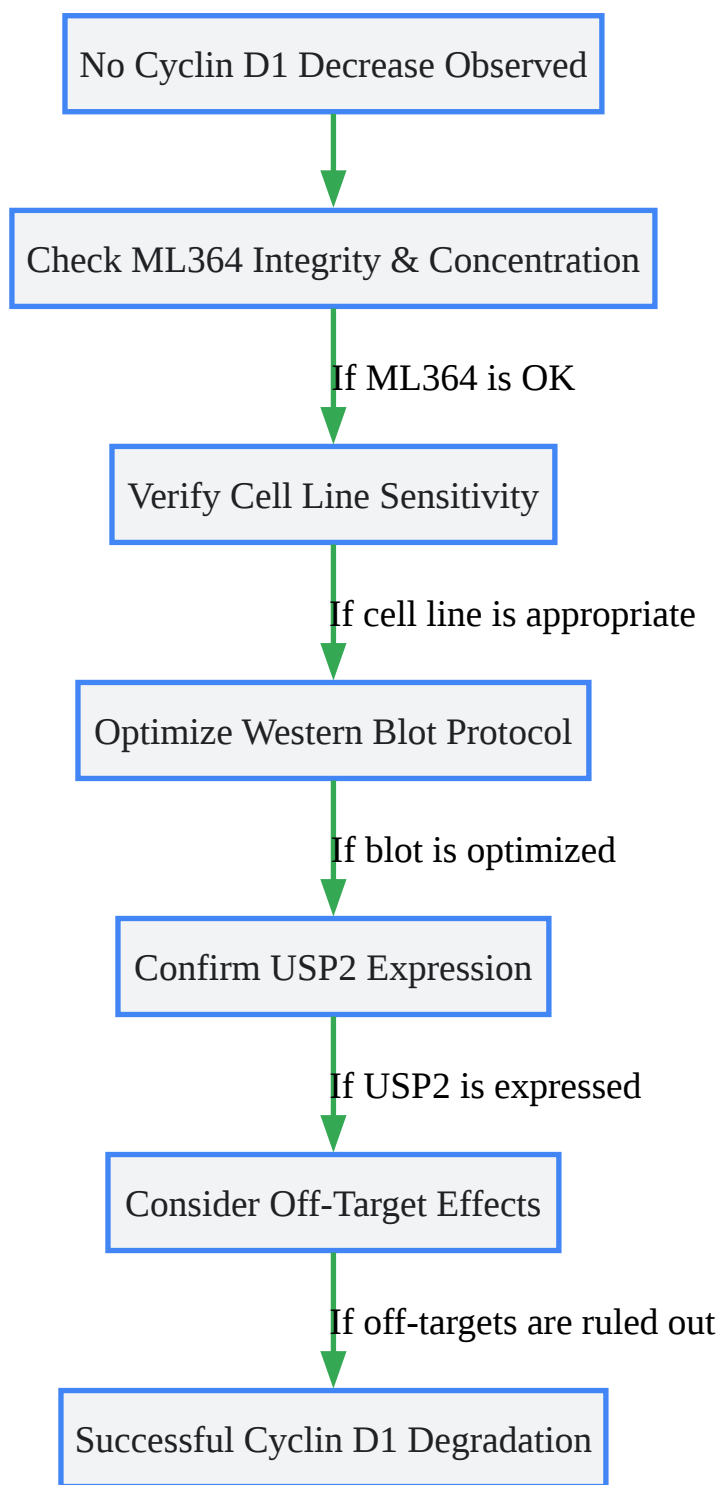 No Cyclin D1 Decrease Observed
Check ML364 Integrity & Concentration
If ML364 is OK
Verify Cell Line Sensitivity
If cell line is appropriate
Optimize Western Blot Protocol
If blot is optimized
Confirm USP2 Expression
If USP2 is expressed
Consider Off-Target Effects
If off-targets are ruled out
Successful Cyclin D1 Degradation